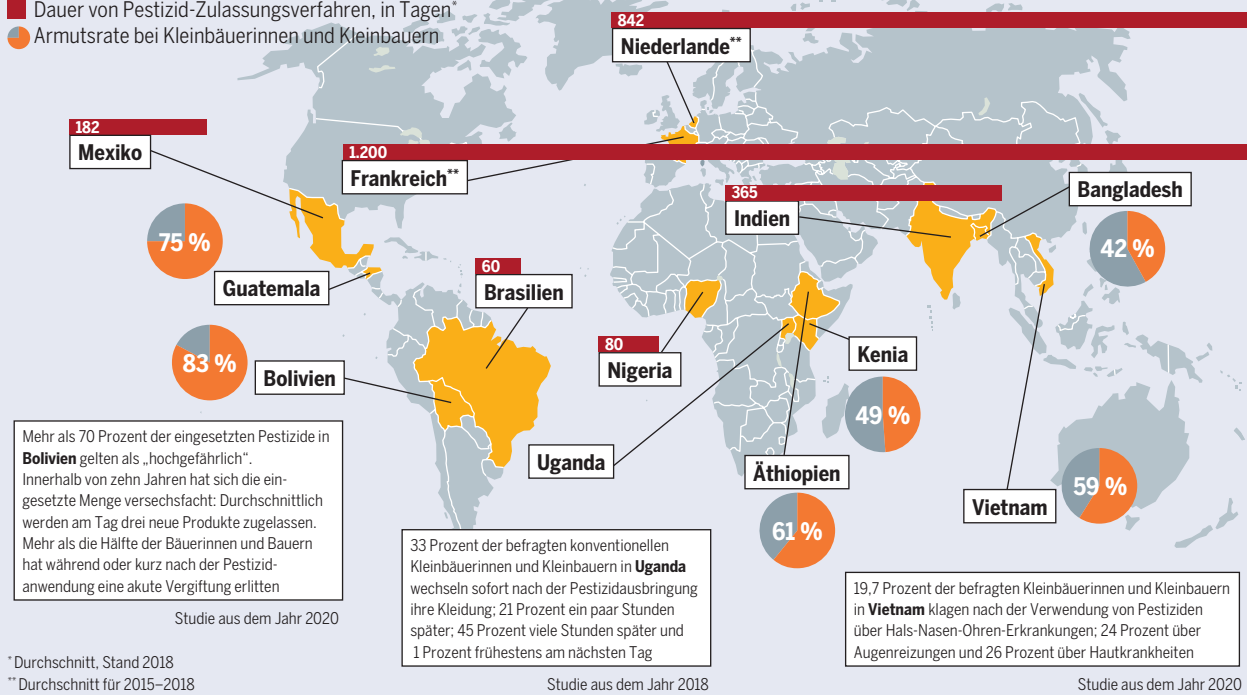 Dauer von Pestizid-Zulassungsverfahren, in Tagen*
Armutsrate bei Kleinbäuerinnen und Kleinbauern
842
Niederlande**
182
Mexiko
1.200
Frankreich**
365
Indien
Bangladesh
42 %
75 %
Guatemala
60
Brasilien
83 %
Bolivien
80
Nigeria
Kenia
49 %
Uganda
Äthiopien
61 %
Vietnam
59 %
Mehr als 70 Prozent der eingesetzten Pestizide in
Bolivien gelten als „hochgefährlich“.
Innerhalb von zehn Jahren hat sich die ein-
gesetzte Menge versechsfacht: Durchschnittlich
werden am Tag drei neue Produkte zugelassen.
Mehr als die Hälfte der Bäuerinnen und Bauern
hat während oder kurz nach der Pestizid-
anwendung eine akute Vergiftung erlitten
Studie aus dem Jahr 2020
33 Prozent der befragten konventionellen
Kleinbäuerinnen und Kleinbauern in Uganda
wechseln sofort nach der Pestizidausbringung
ihre Kleidung; 21 Prozent ein paar Stunden
später; 45 Prozent viele Stunden später und
1 Prozent frühestens am nächsten Tag
Studie aus dem Jahr 2018
19,7 Prozent der befragten Kleinbäuerinnen und Kleinbauern
in Vietnam klagen nach der Verwendung von Pestiziden
über Hals-Nasen-Ohren-Erkrankungen; 24 Prozent über
Augenreizungen und 26 Prozent über Hautkrankheiten
Studie aus dem Jahr 2020
* Durchschnitt, Stand 2018
** Durchschnitt für 2015–2018